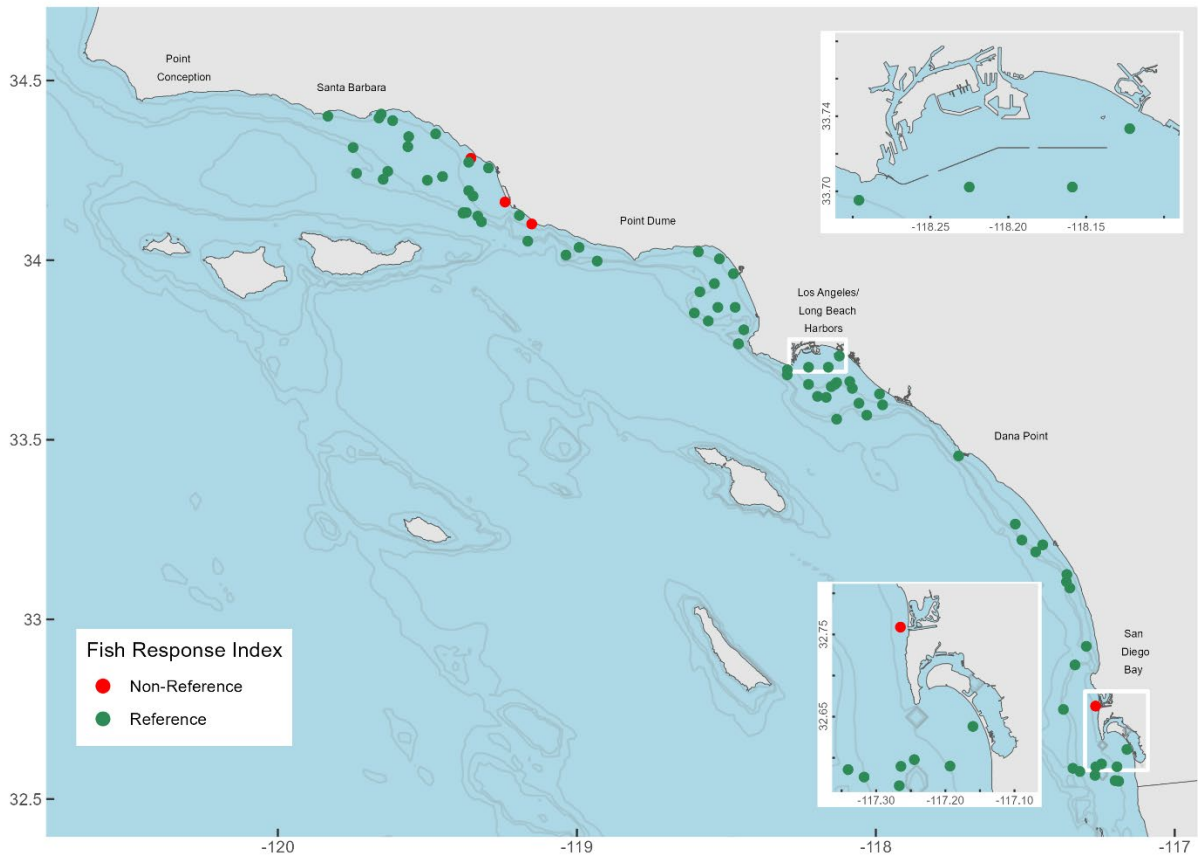 34.5
34
33.5
33
32.5
-120
-119
-118
-117
Point
Conception
Santa Barbara
Point Dume
Los Angeles/
Long Beach
Harbors
Dana Point
San
Diego
Bay
33.74
33.70
-118.25
-118.20
-118.15
32.75
32.65
-117.30
-117.20
-117.10
Fish Response Index
Non-Reference
Reference